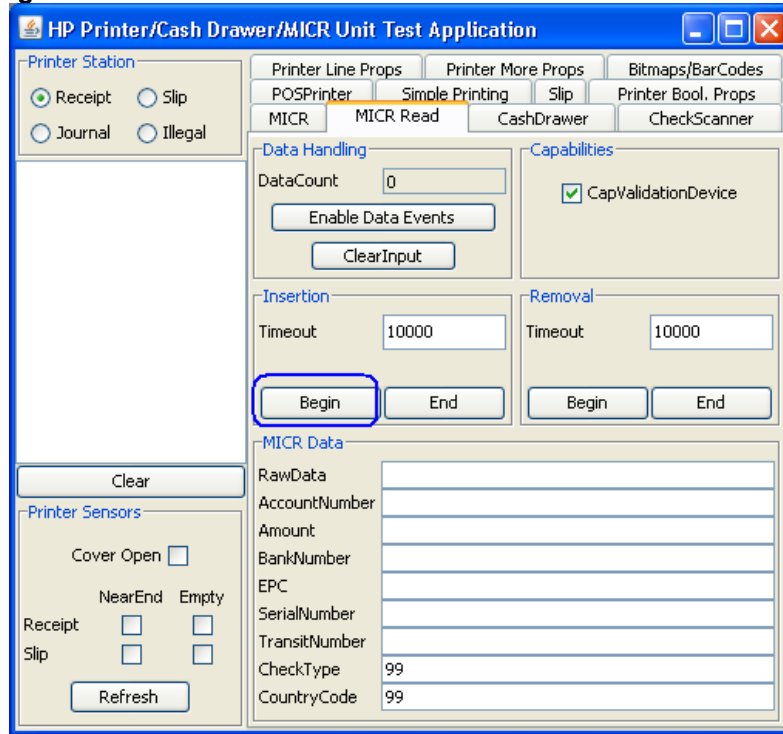 HP Printer/Cash Drawer/MICR Unit Test Application
Printer Station
Receipt Slip
Journal Illegal
Clear
Printer Sensors
Cover Open
NearEnd Empty
Receipt
Slip
Refresh
Printer Line Props Printer More Props Bitmaps/BarCodes
POSPrinter Simple Printing Slip Printer Bool. Props
MICR MICR Read CashDrawer CheckScanner
Data Handling
DataCount 0
Enable Data Events
ClearInput
Capabilities
CapValidationDevice
Insertion
Timeout 10000
Begin End
Removal
Timeout 10000
Begin End
MICR Data
RawData
AccountNumber
Amount
BankNumber
EPC
SerialNumber
TransitNumber
CheckType 99
CountryCode 99